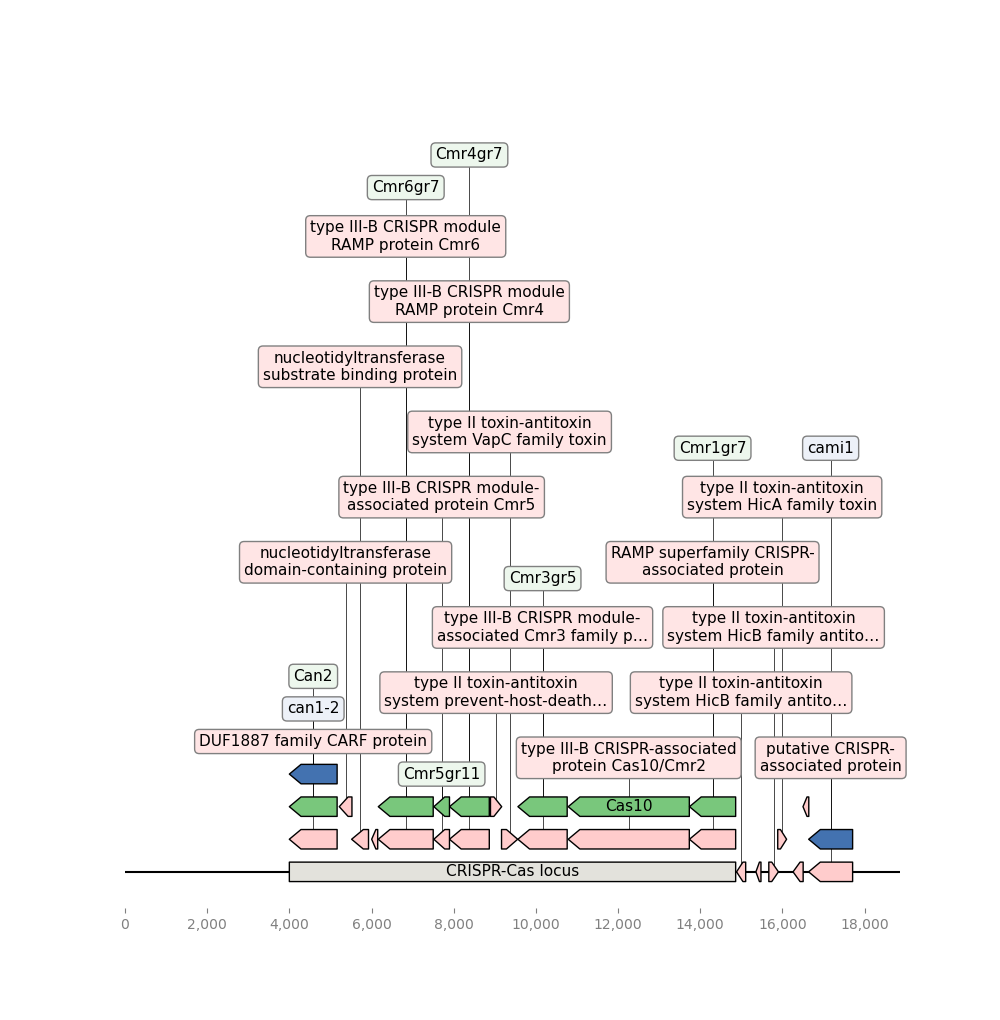 Cmr4gr7
Cmr6gr7
type III-B CRISPR module
RAMP protein Cmr6
type III-B CRISPR module
RAMP protein Cmr4
nucleotidyltransferase
substrate binding protein
type II toxin-antitoxin
system VapC family toxin
Cmr1gr7
cami1
type III-B CRISPR module-
associated protein Cmr5
type II toxin-antitoxin
system HicA family toxin
nucleotidyltransferase
domain-containing protein
RAMP superfamily CRISPR-
associated protein
Cmr3gr5
type III-B CRISPR module-
associated Cmr3 family p…
type II toxin-antitoxin
system HicB family antito…
Can2
type II toxin-antitoxin
system prevent-host-death…
type II toxin-antitoxin
system HicB family antito…
can1-2
DUF1887 family CARF protein
type III-B CRISPR-associated
protein Cas10/Cmr2
putative CRISPR-
associated protein
Cmr5gr11
Cas10
CRISPR-Cas locus
0
2,000
4,000
6,000
8,000
10,000
12,000
14,000
16,000
18,000